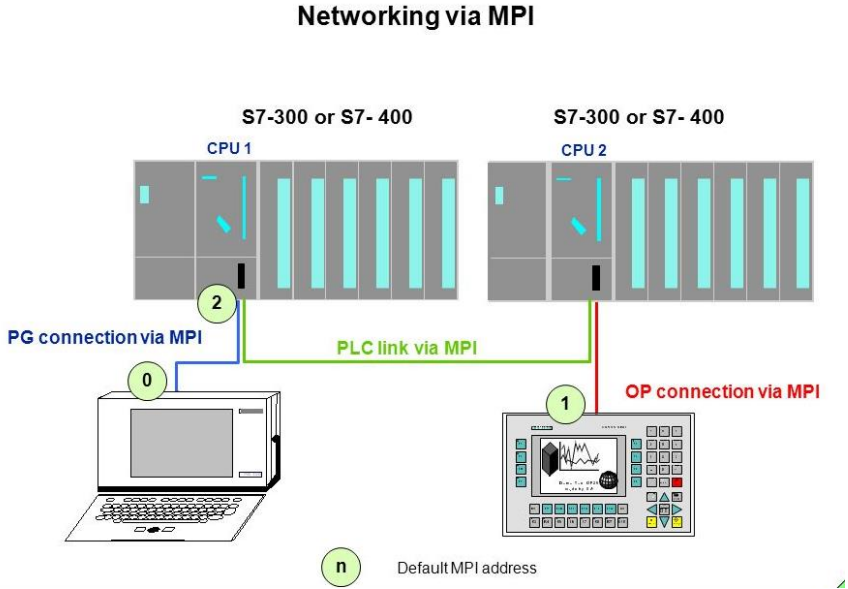 Networking via MPI
S7-300 or S7- 400
S7-300 or S7- 400
CPU 1
CPU 2
2
PG connection via MPI
PLC link via MPI
0
1
OP connection via MPI
SIEMENS
n
Default MPI address